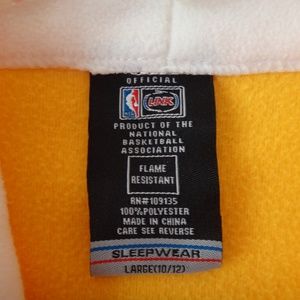 OFFICIAL
NBA UNK
PRODUCT OF THE
NATIONAL
BASKETBALL
ASSOCIATION
FLAME
RESISTANT
RN#109135
100%POLYESTER
MADE IN CHINA
CARE SEE REVERSE
SLEEPWEAR
LARGE(10/12)